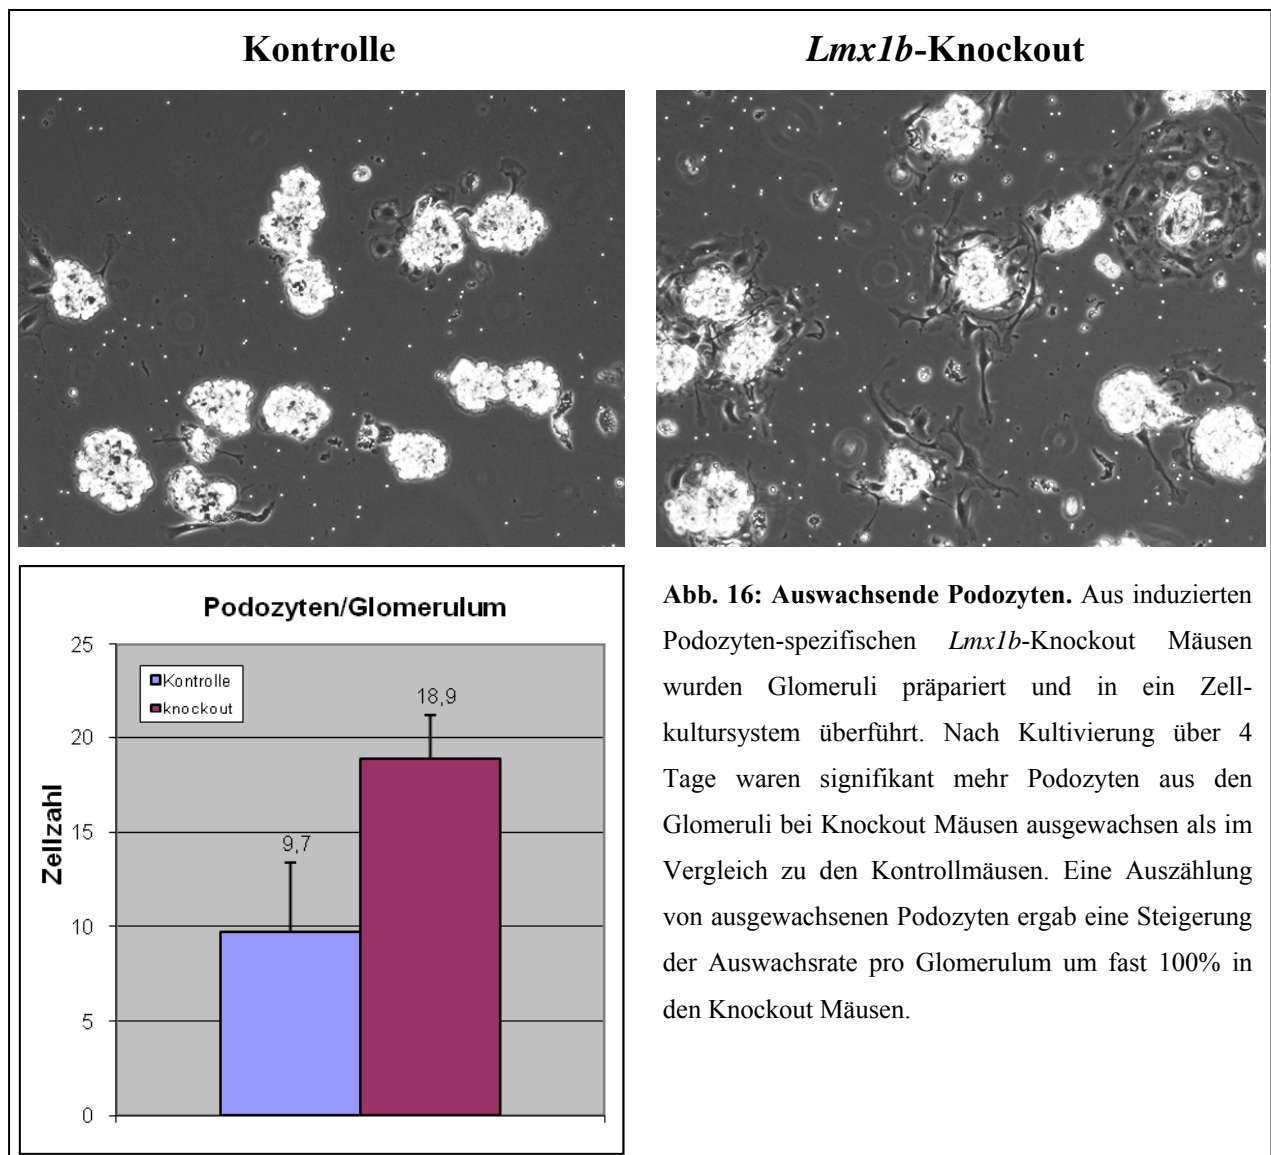 Kontrolle
Lmx1b-Knockout
Podozyten/Glomerulum
Zellzahl
25
20
15
10
5
0
Kontrolle
knockout
9,7
18,9
Abb. 16: Auswachsende Podozyten. Aus induzierten
Podozyten-spezifischen Lmx1b-Knockout Mäusen
wurden Glomeruli präpariert und in ein Zell-
kultursystem überführt. Nach Kultivierung über 4
Tage waren signifikant mehr Podozyten aus den
Glomeruli bei Knockout Mäusen ausgewachsen als im
Vergleich zu den Kontrollmäusen. Eine Auszählung
von ausgewachsenen Podozyten ergab eine Steigerung
der Auswachsrate pro Glomerulum um fast 100% in
den Knockout Mäusen.